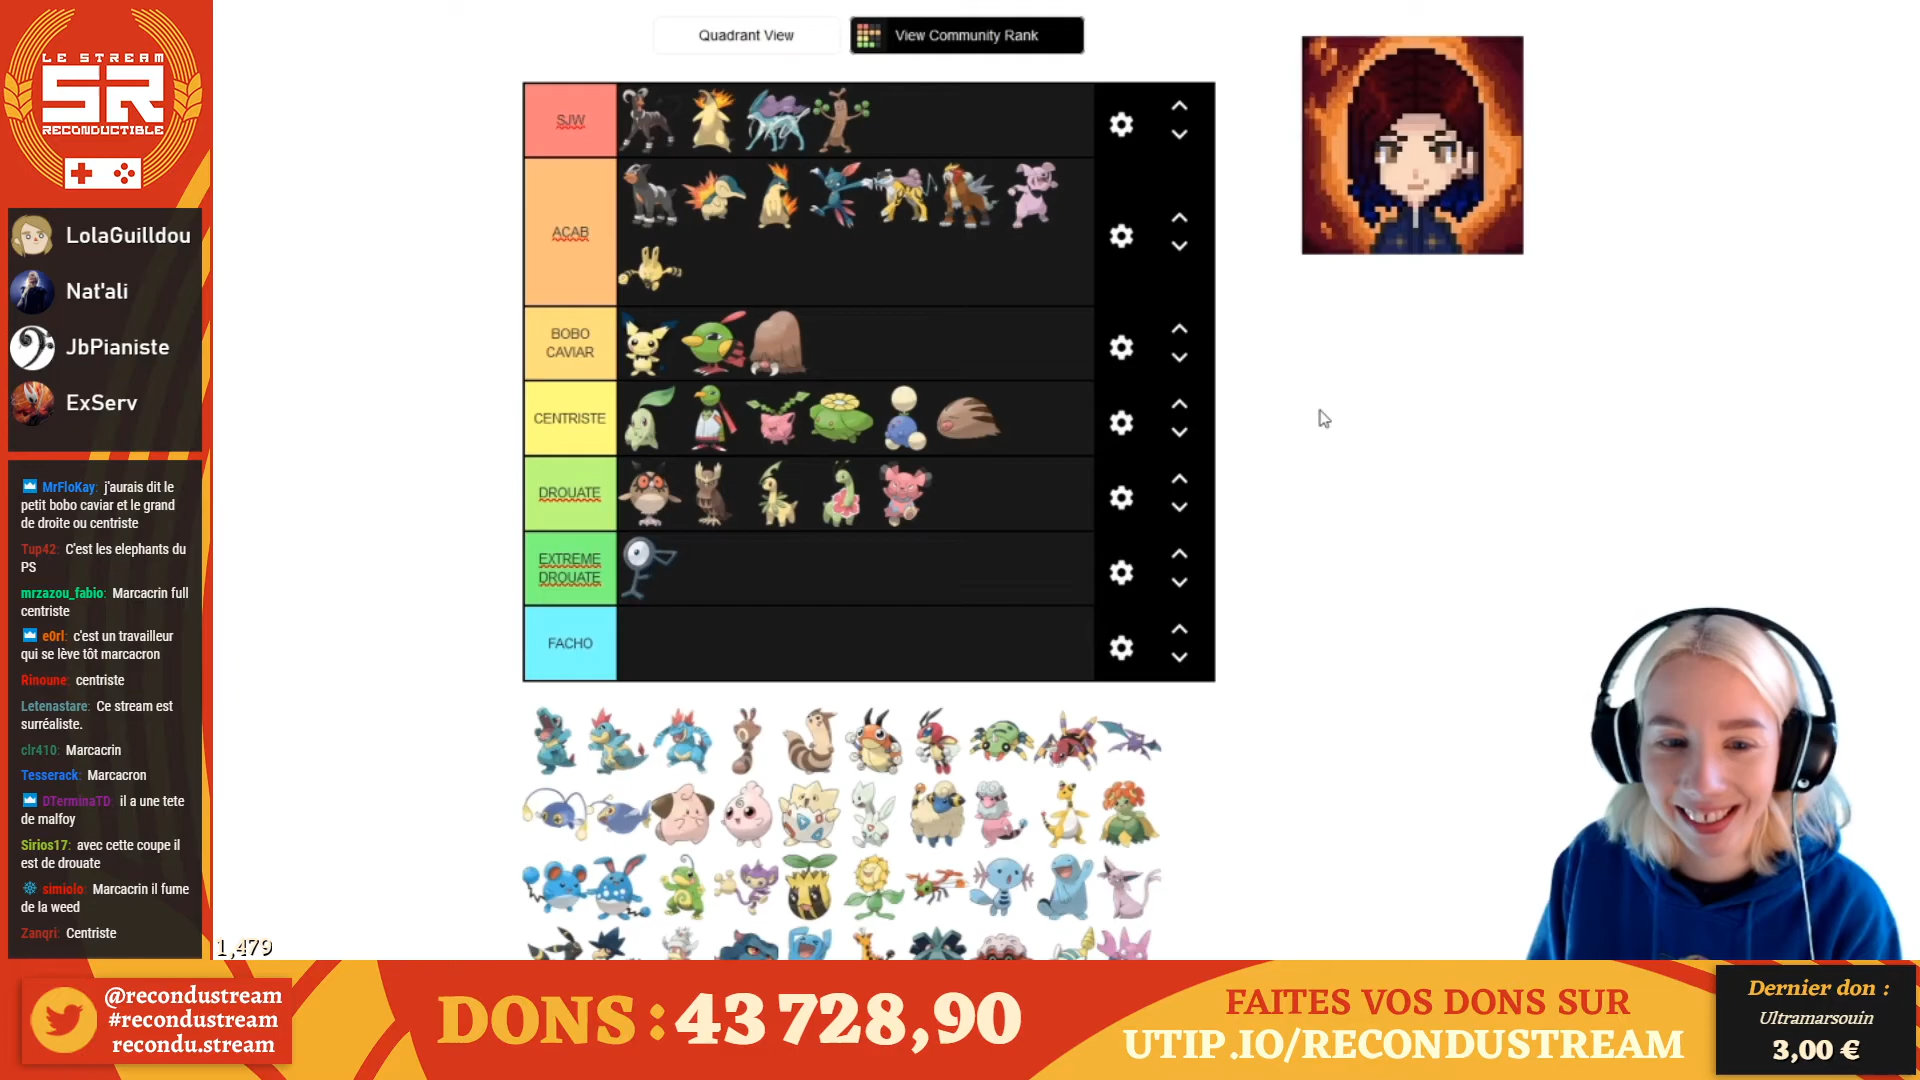 LE STREAM
SR
RECONDUCTIBLE
LolaGuilldou
Nat'ali
JbPianiste
ExServ
MrFloKay: j'aurais dit le
petit bobo caviar et le grand
de droite ou centriste
Tup42: C'est les elephants du
PS
mrzazou_fabio: Marcacrin full
centriste
e0rl: c'est un travailleur
qui se lève tôt marcacron
Rinoune: centriste
Letenastare: Ce stream est
surréaliste.
clr410: Marcacrin
Tesserack: Marcacron
DTerminaTD: il a une tete
de malfoy
Sirios17: avec cette coupe il
est de drouate
simiolo: Marcacrin il fume
de la weed
Zanqri: Centriste
1,479
Quadrant View
View Community Rank
SJW
ACAB
BOBO
CAVIAR
CENTRISTE
DROUATE
EXTREME
DROUATE
FACHO
@recondustream
#recondustream
recondu.stream
DONS : 43 728,90
FAITES VOS DONS SUR
UTIP.IO/RECONDUSTREAM
Dernier don :
Ultramarsouin
3,00 €